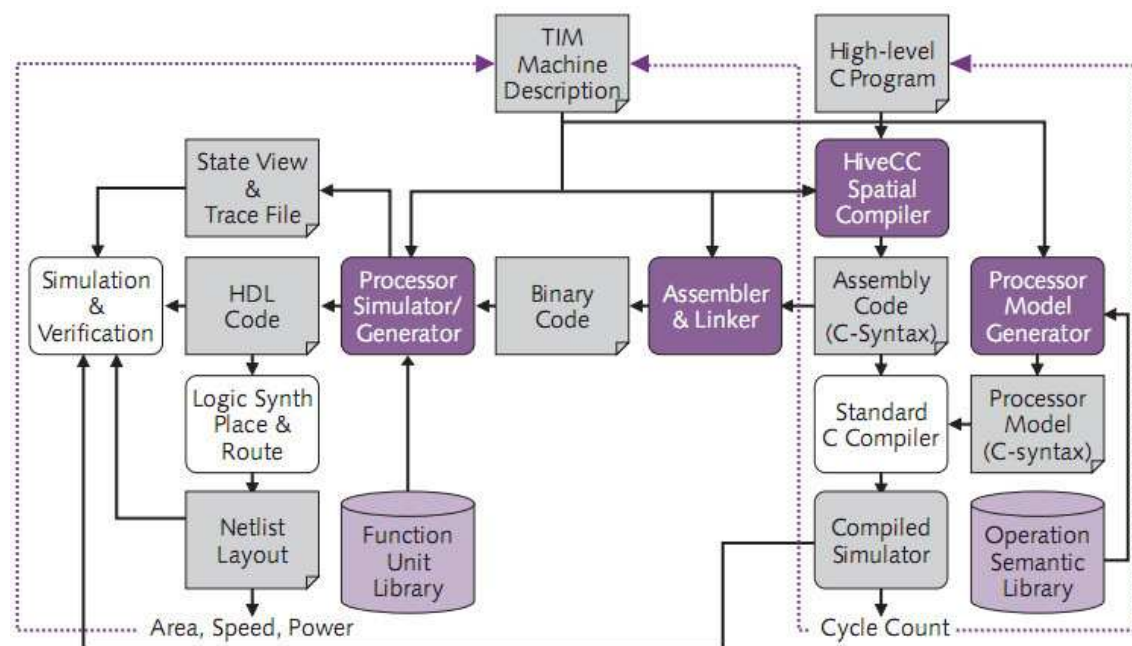 TIM
Machine
Description
High-level
C Program
State View
&
Trace File
HiveCC
Spatial
Compiler
Simulation
&
Verification
HDL
Code
Processor
Simulator/
Generator
Binary
Code
Assembler
& Linker
Assembly
Code
(C-Syntax)
Processor
Model
Generator
Logic Synth
Place &
Route
Standard
C Compiler
Processor
Model
(C-syntax)
Netlist
Layout
Function
Unit
Library
Compiled
Simulator
Operation
Semantic
Library
Area, Speed, Power
Cycle Count